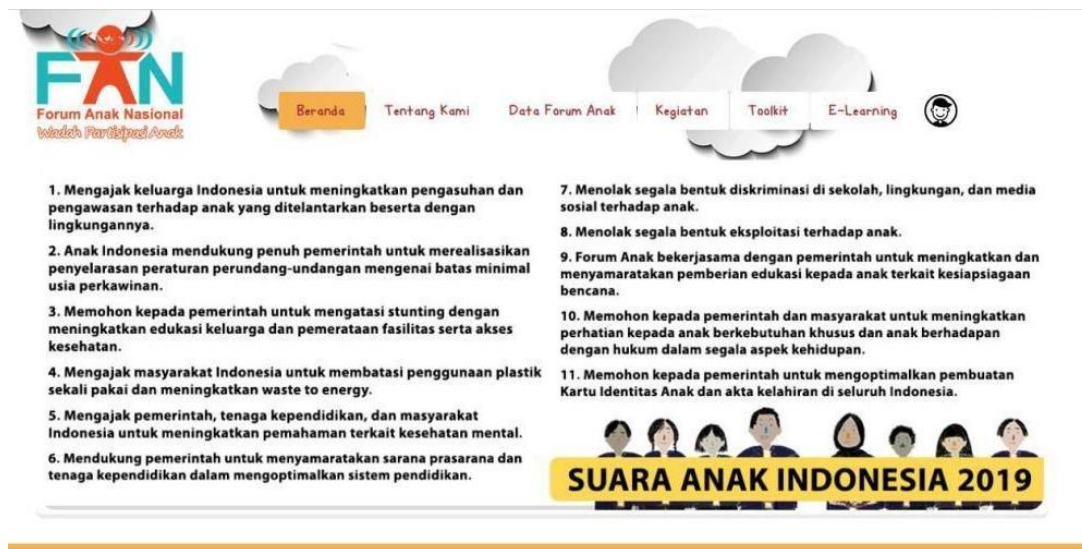 FAN
Forum Anak Nasional
Wadah Partisipasi Anak
Beranda
Tentang Kami
Data Forum Anak
Kegiatan
Toolkit
E-Learning
1. Mengajak keluarga Indonesia untuk meningkatkan pengasuhan dan
pengawasan terhadap anak yang ditelantarkan beserta dengan
lingkungannya.
2. Anak Indonesia mendukung penuh pemerintah untuk merealisasikan
penyelarasan peraturan perundang-undangan mengenai batas minimal
usia perkawinan.
3. Memohon kepada pemerintah untuk mengatasi stunting dengan
meningkatkan edukasi keluarga dan pemerataan fasilitas serta akses
kesehatan.
4. Mengajak masyarakat Indonesia untuk membatasi penggunaan plastik
sekali pakai dan meningkatkan waste to energy.
5. Mengajak pemerintah, tenaga kependidikan, dan masyarakat
Indonesia untuk meningkatkan pemahaman terkait kesehatan mental.
6. Mendukung pemerintah untuk menyamaratakan sarana prasarana dan
tenaga kependidikan dalam mengoptimalkan sistem pendidikan.
7. Menolak segala bentuk diskriminasi di sekolah, lingkungan, dan media
sosial terhadap anak.
8. Menolak segala bentuk eksploitasi terhadap anak.
9. Forum Anak bekerjasama dengan pemerintah untuk meningkatkan dan
menyamaratakan pemberian edukasi kepada anak terkait kesiapsiagaan
bencana.
10. Memohon kepada pemerintah dan masyarakat untuk meningkatkan
perhatian kepada anak berkebutuhan khusus dan anak berhadapan
dengan hukum dalam segala aspek kehidupan.
11. Memohon kepada pemerintah untuk mengoptimalkan pembuatan
Kartu Identitas Anak dan akta kelahiran di seluruh Indonesia.
SUARA ANAK INDONESIA 2019